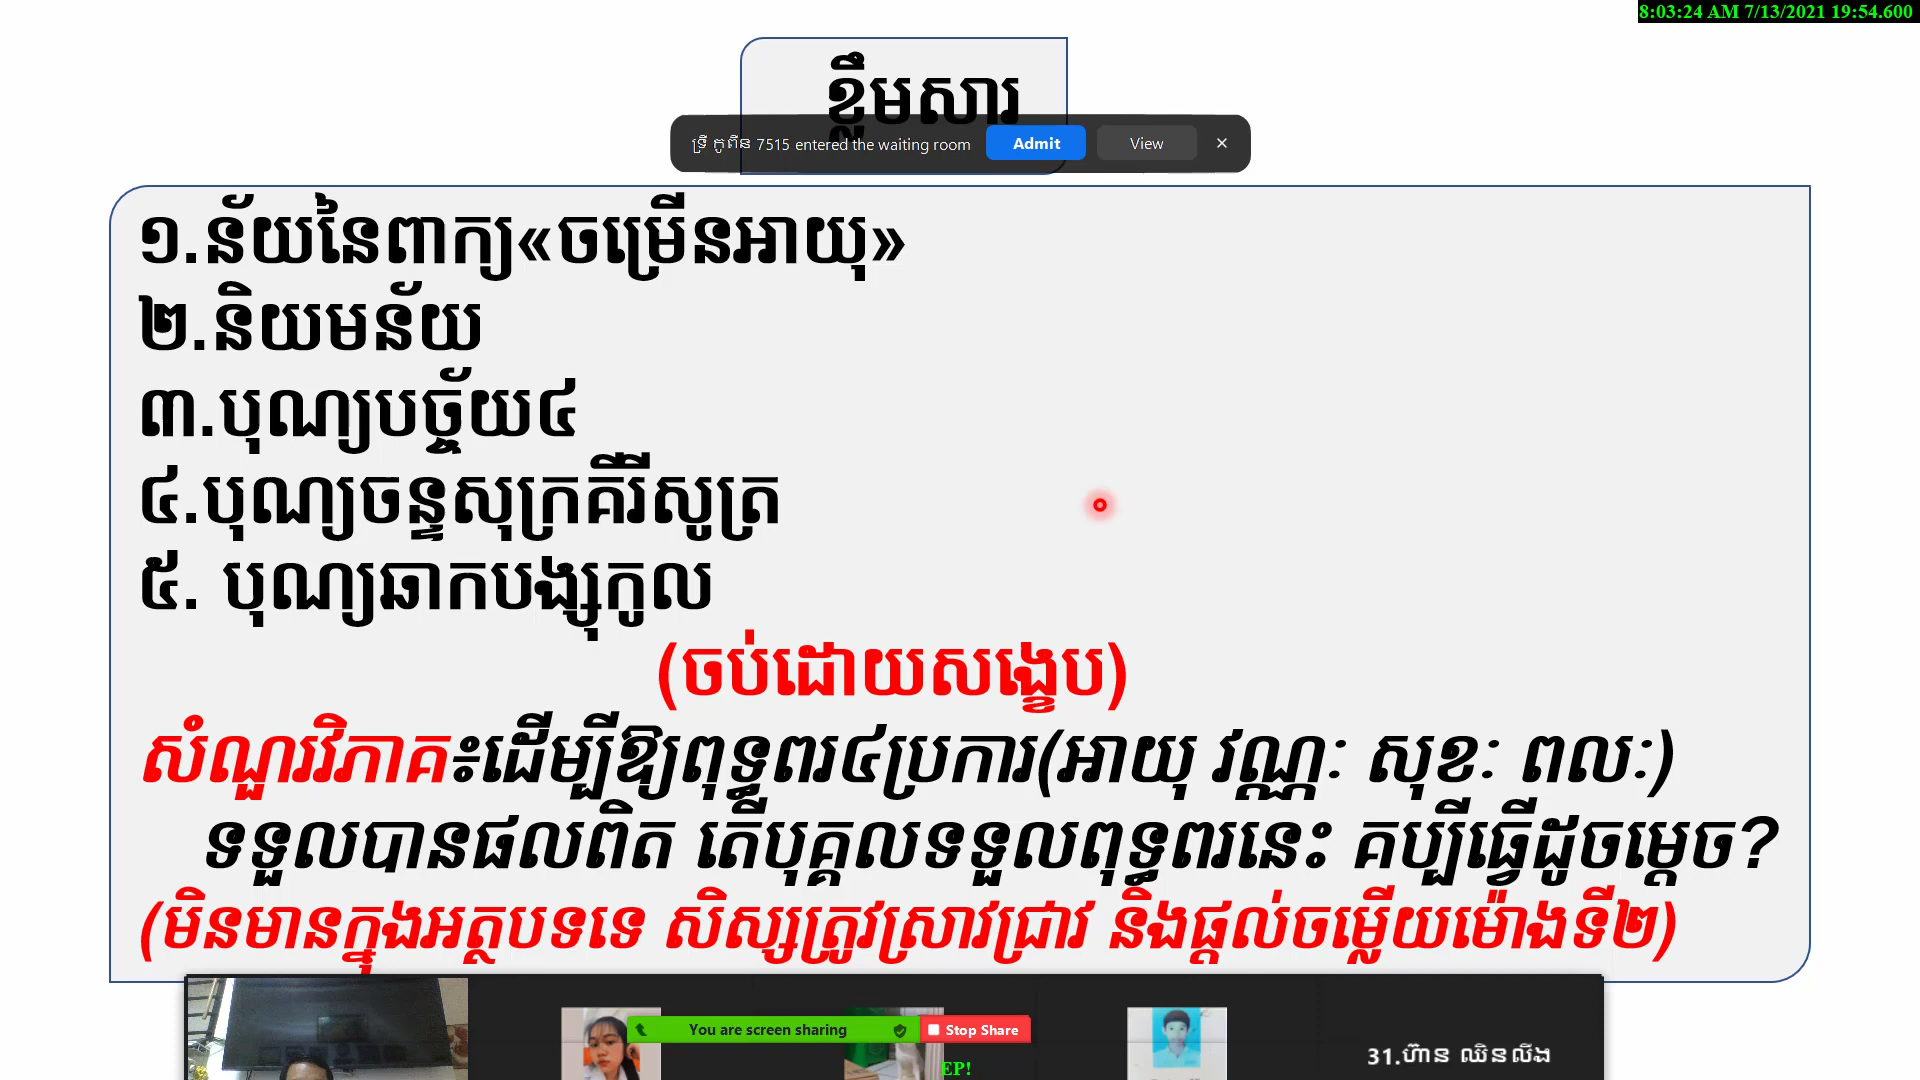 8:03:24 AM 7/13/2021 19:54.600
ខ្លឹមសារ
ទ្រី គូពីន 7515 entered the waiting room
Admit
View
១.ន័យនៃពាក្យ«ចម្រើនអាយុ»
២.និយមន័យ
៣.បុណ្យបច្ច័យ៤
៤.បុណ្យចន្ទសុក្រគីរីសូត្រ
៥. បុណ្យឆាកបង្សុកូល
(ចប់ដោយសង្ខេប)
សំណួរវិភាគ៖ដើម្បីឱ្យពុទ្ធពរ៤ប្រការ(អាយុ វណ្ណៈ សុខៈ ពលៈ)
ទទួលបានផលពិត តើបុគ្គលទទួលពុទ្ធពរនេះ គប្បីធ្វើដូចម្ដេច?
(មិនមានក្នុងអត្ថបទទេ សិស្សត្រូវស្រាវជ្រាវ និងផ្ដល់ចម្លើយម៉ោងទី២)
You are screen sharing
Stop Share
EP!
31.ហ៊ាន ឈិនលីង